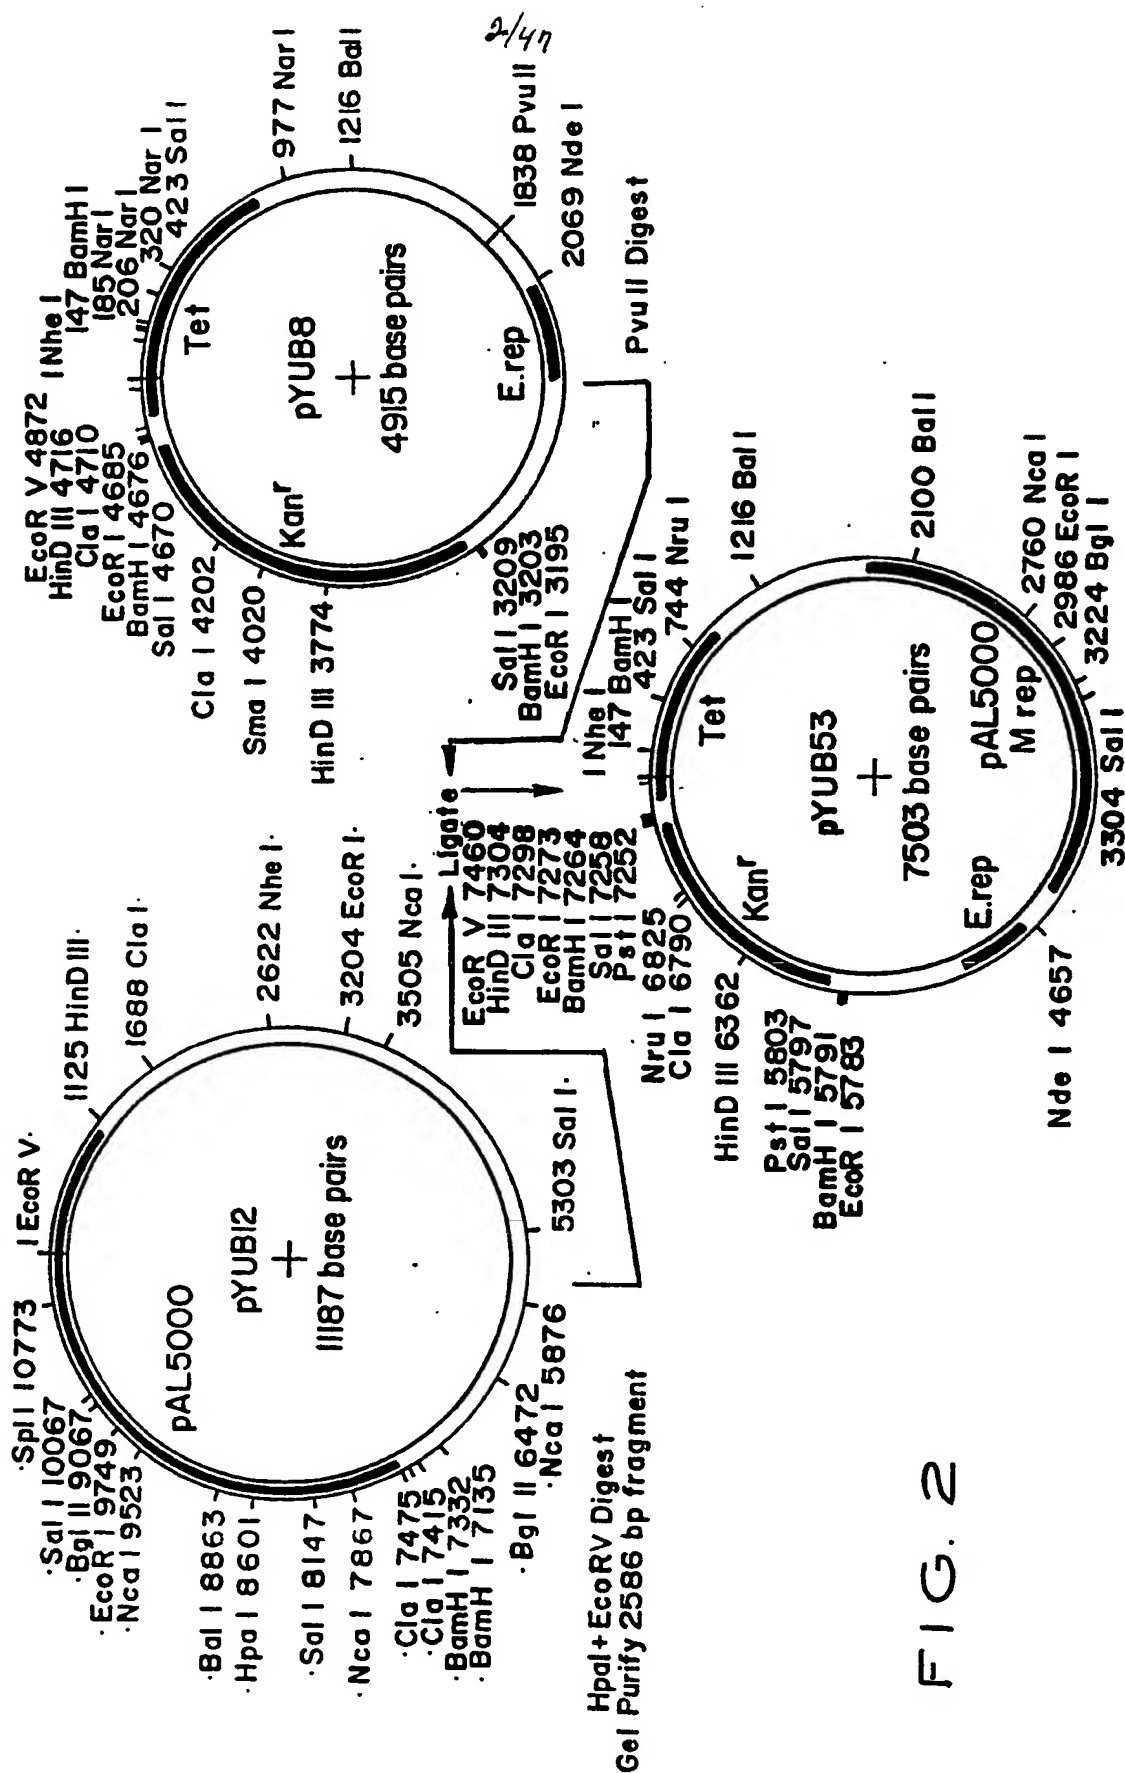 2/47
·Spl I 10773
·Sal I 10067
·Bgl II 9067
·EcoR I 9749
·Nca I 9523
·Bal I 8863
·Hpa I 8601
·Sal I 8147
·Nca I 7867
·Cla I 7475
·Cla I 7415
·BamH I 7332
·BamH I 7135
·Bgl II 6472
·Nca I 5876
1 EcoR V·
1125 HinD III·
1688 Cla I·
2622 Nhe I·
3204 EcoR I·
3505 Nca I·
5303 Sal I·
pAL5000
pYUB12
+
11187 base pairs
HpaI+EcoRV Digest
Gel Purify 2586 bp fragment
EcoR V 4872
HinD III 4716
Cla I 4710
EcoR I 4685
BamH I 4676
Sal I 4670
Cla I 4202
Sma I 4020
HinD III 3774
Sal I 3209
BamH I 3203
EcoR I 3195
1 Nhe I
147 BamH I
185 Nar I
206 Nar I
320 Nar I
423 Sal I
977 Nar I
1216 Bal I
1838 Pvu II
2069 Nde I
Tet
Kanr
pYUB8
+
4915 base pairs
E.rep
Pvu II Digest
Ligate
EcoR V 7460
HinD III 7304
Cla I 7298
EcoR I 7273
BamH I 7264
Sal I 7258
Pst I 7252
Nru I 6825
Cla I 6790
HinD III 6362
Pst I 5803
Sal I 5797
BamH I 5791
EcoR I 5783
Nde I 4657
1 Nhe I
147 BamH I
423 Sal I
744 Nru I
1216 Bal I
2100 Bal I
2760 Nca I
2986 EcoR I
3224 Bgl I
3304 Sal I
Tet
Kanr
pYUB53
+
7503 base pairs
pAL5000
M rep
E.rep
FIG. 2